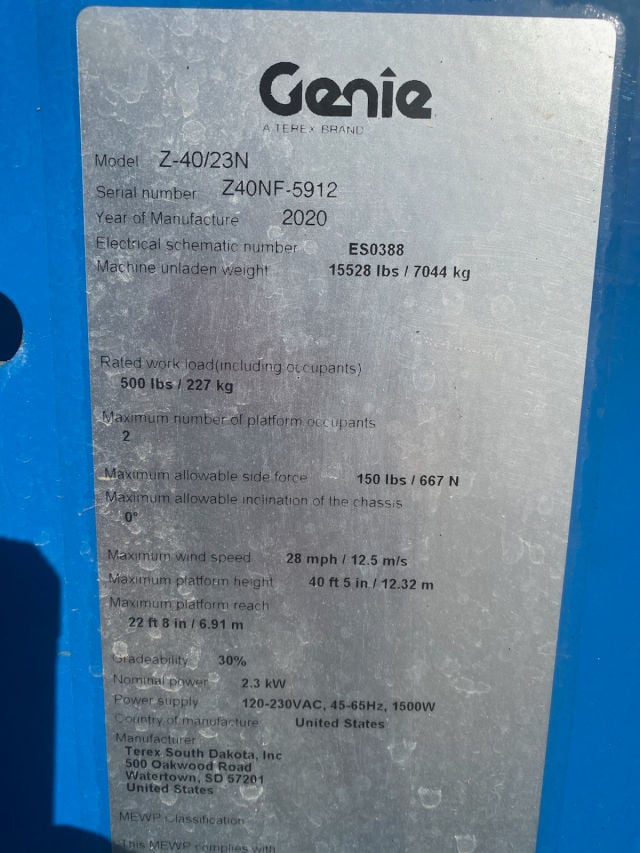 Genie
A TEREX BRAND
Model Z-40/23N
Serial number Z40NF-5912
Year of Manufacture 2020
Electrical schematic number ES0388
Machine unladen weight 15528 lbs / 7044 kg
Rated work load(including occupants)
500 lbs / 227 kg
Maximum number of platform occupants
2
Maximum allowable side force 150 lbs / 667 N
Maximum allowable inclination of the chassis
0°
Maximum wind speed 28 mph / 12.5 m/s
Maximum platform height 40 ft 5 in / 12.32 m
Maximum platform reach
22 ft 8 in / 6.91 m
Gradeability 30%
Nominal power 2.3 kW
Power supply 120-230VAC, 45-65Hz, 1500W
Country of manufacture United States
Manufacturer
Terex South Dakota, Inc
500 Oakwood Road
Watertown, SD 57201
United States
MEWP Classification
This MEWP complies with